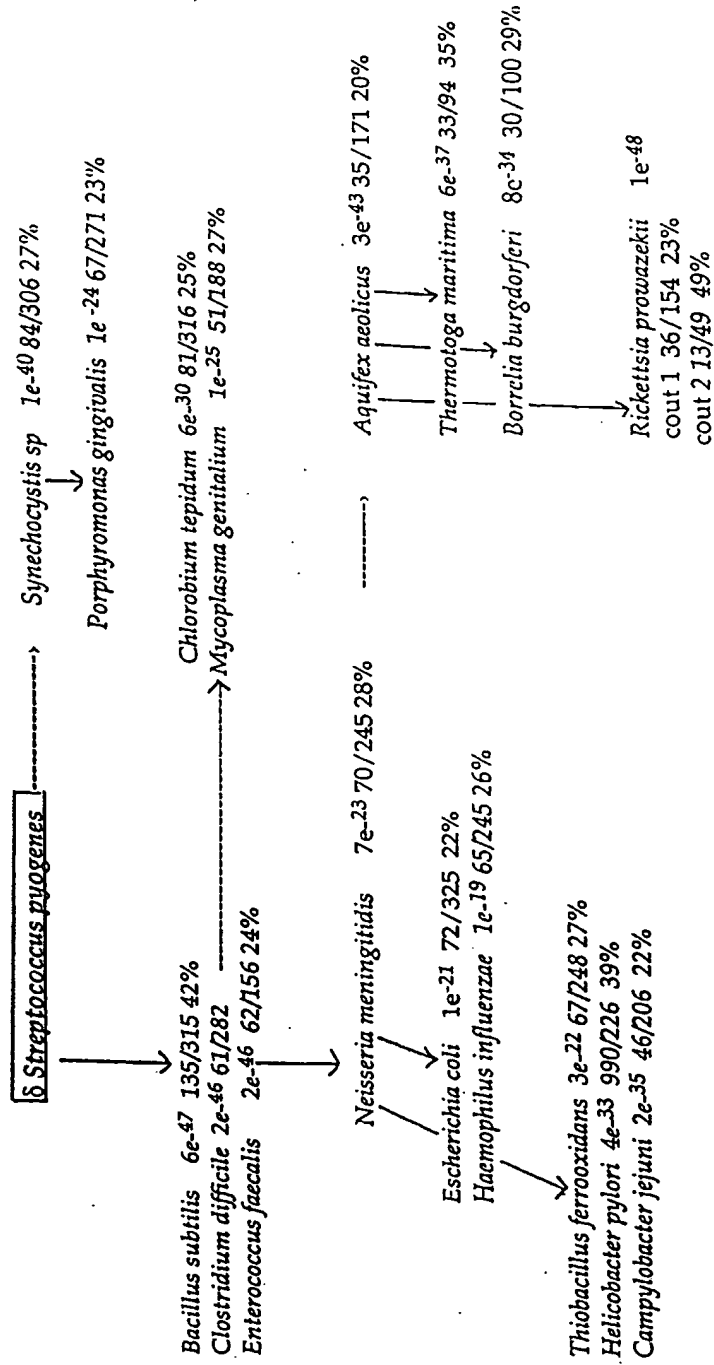 δ Streptococcus pyogenes
Synechocystis sp 1e-40 84/306 27%
Porphyromonas gingivalis 1e -24 67/271 23%
Bacillus subtilis 6e-47 135/315 42%
Clostridium difficile 2e-46 61/282
Enterococcus faecalis 2e-46 62/156 24%
Chlorobium tepidum 6e-30 81/316 25%
Mycoplasma genitalium 1e-25 51/188 27%
Neisseria meningitidis 7e-23 70/245 28%
Aquifex aeolicus 3e-43 35/171 20%
Escherichia coli 1e-21 72/325 22%
Haemophilus influenzae 1e-19 65/245 26%
Thermotoga maritima 6e-37 33/94 35%
Borrelia burgdorferi 8c-34 30/100 29%
Thiobacillus ferrooxidans 3e-22 67/248 27%
Helicobacter pylori 4e-33 990/226 39%
Campylobacter jejuni 2e-35 46/206 22%
Rickettsia prowazekii 1e-48
cout 1 36/154 23%
cout 2 13/49 49%